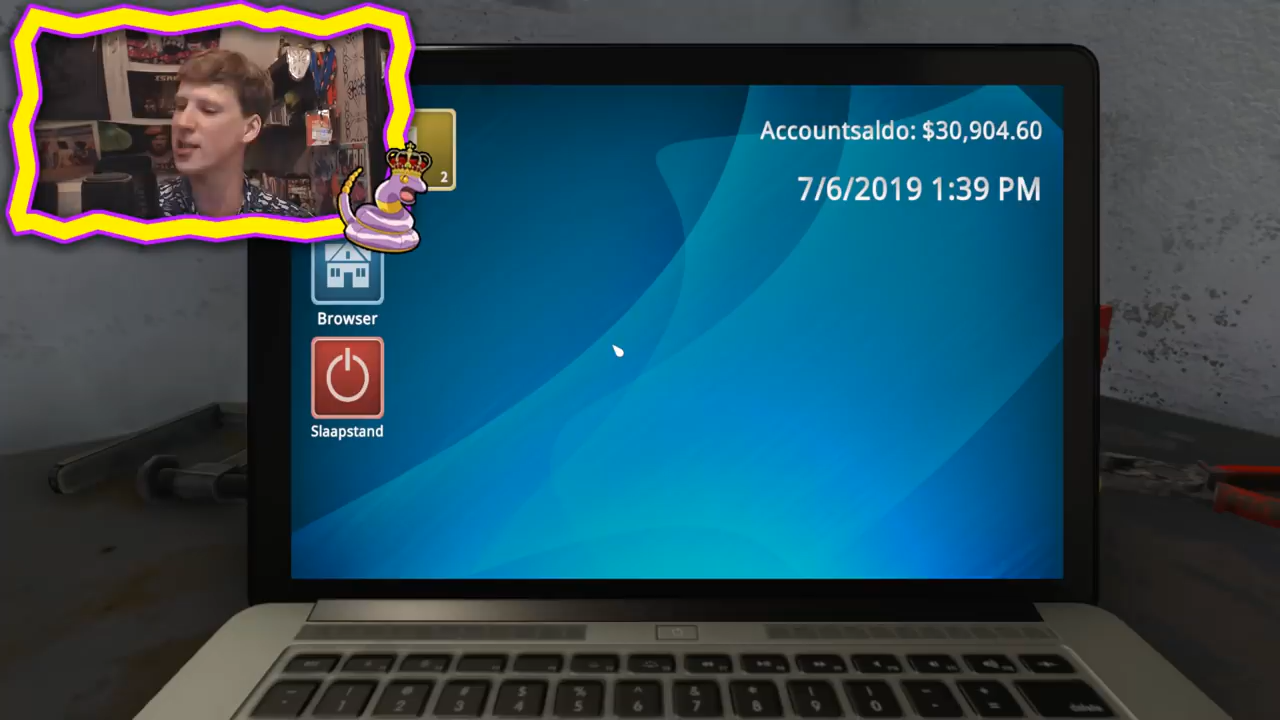 Accountsaldo: $30,904.60
2
7/6/2019 1:39 PM
Browser
Slaapstand